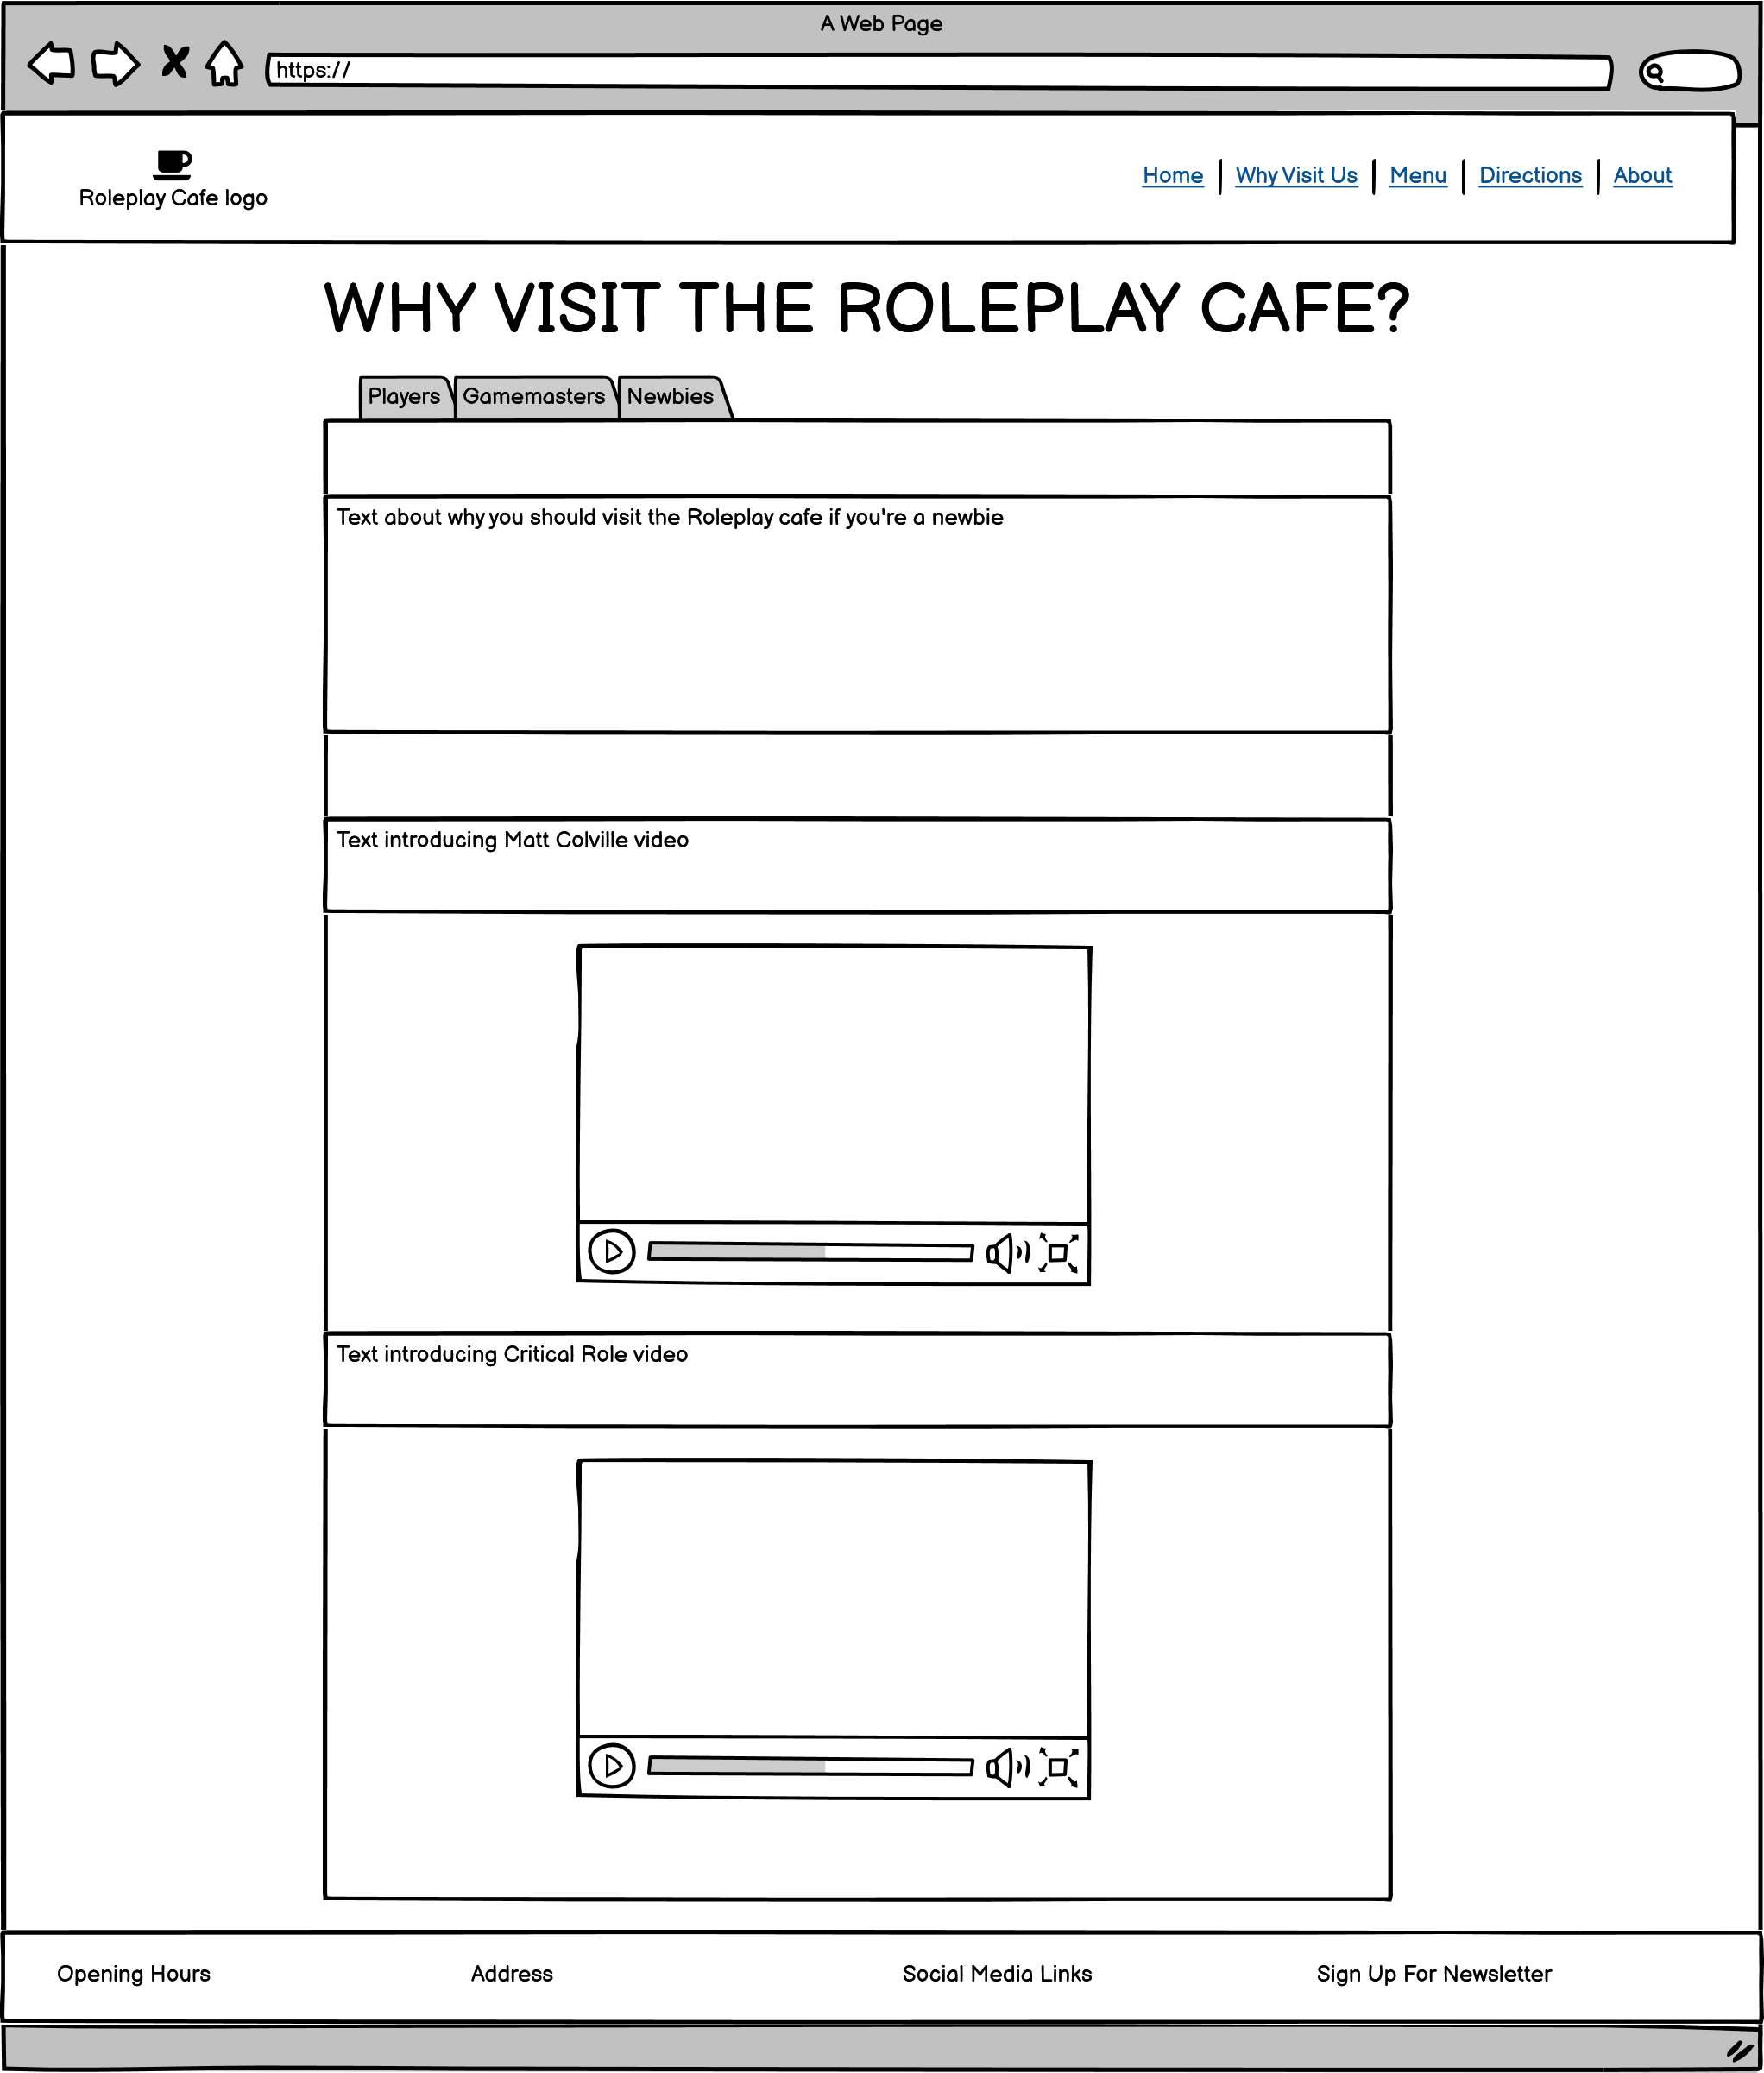 A Web Page
https://
Roleplay Cafe logo
Home | Why Visit Us | Menu | Directions | About
WHY VISIT THE ROLEPLAY CAFE?
Players Gamemasters Newbies
Text about why you should visit the Roleplay cafe if you're a newbie
Text introducing Matt Colville video
Text introducing Critical Role video
Opening Hours Address Social Media Links Sign Up For Newsletter